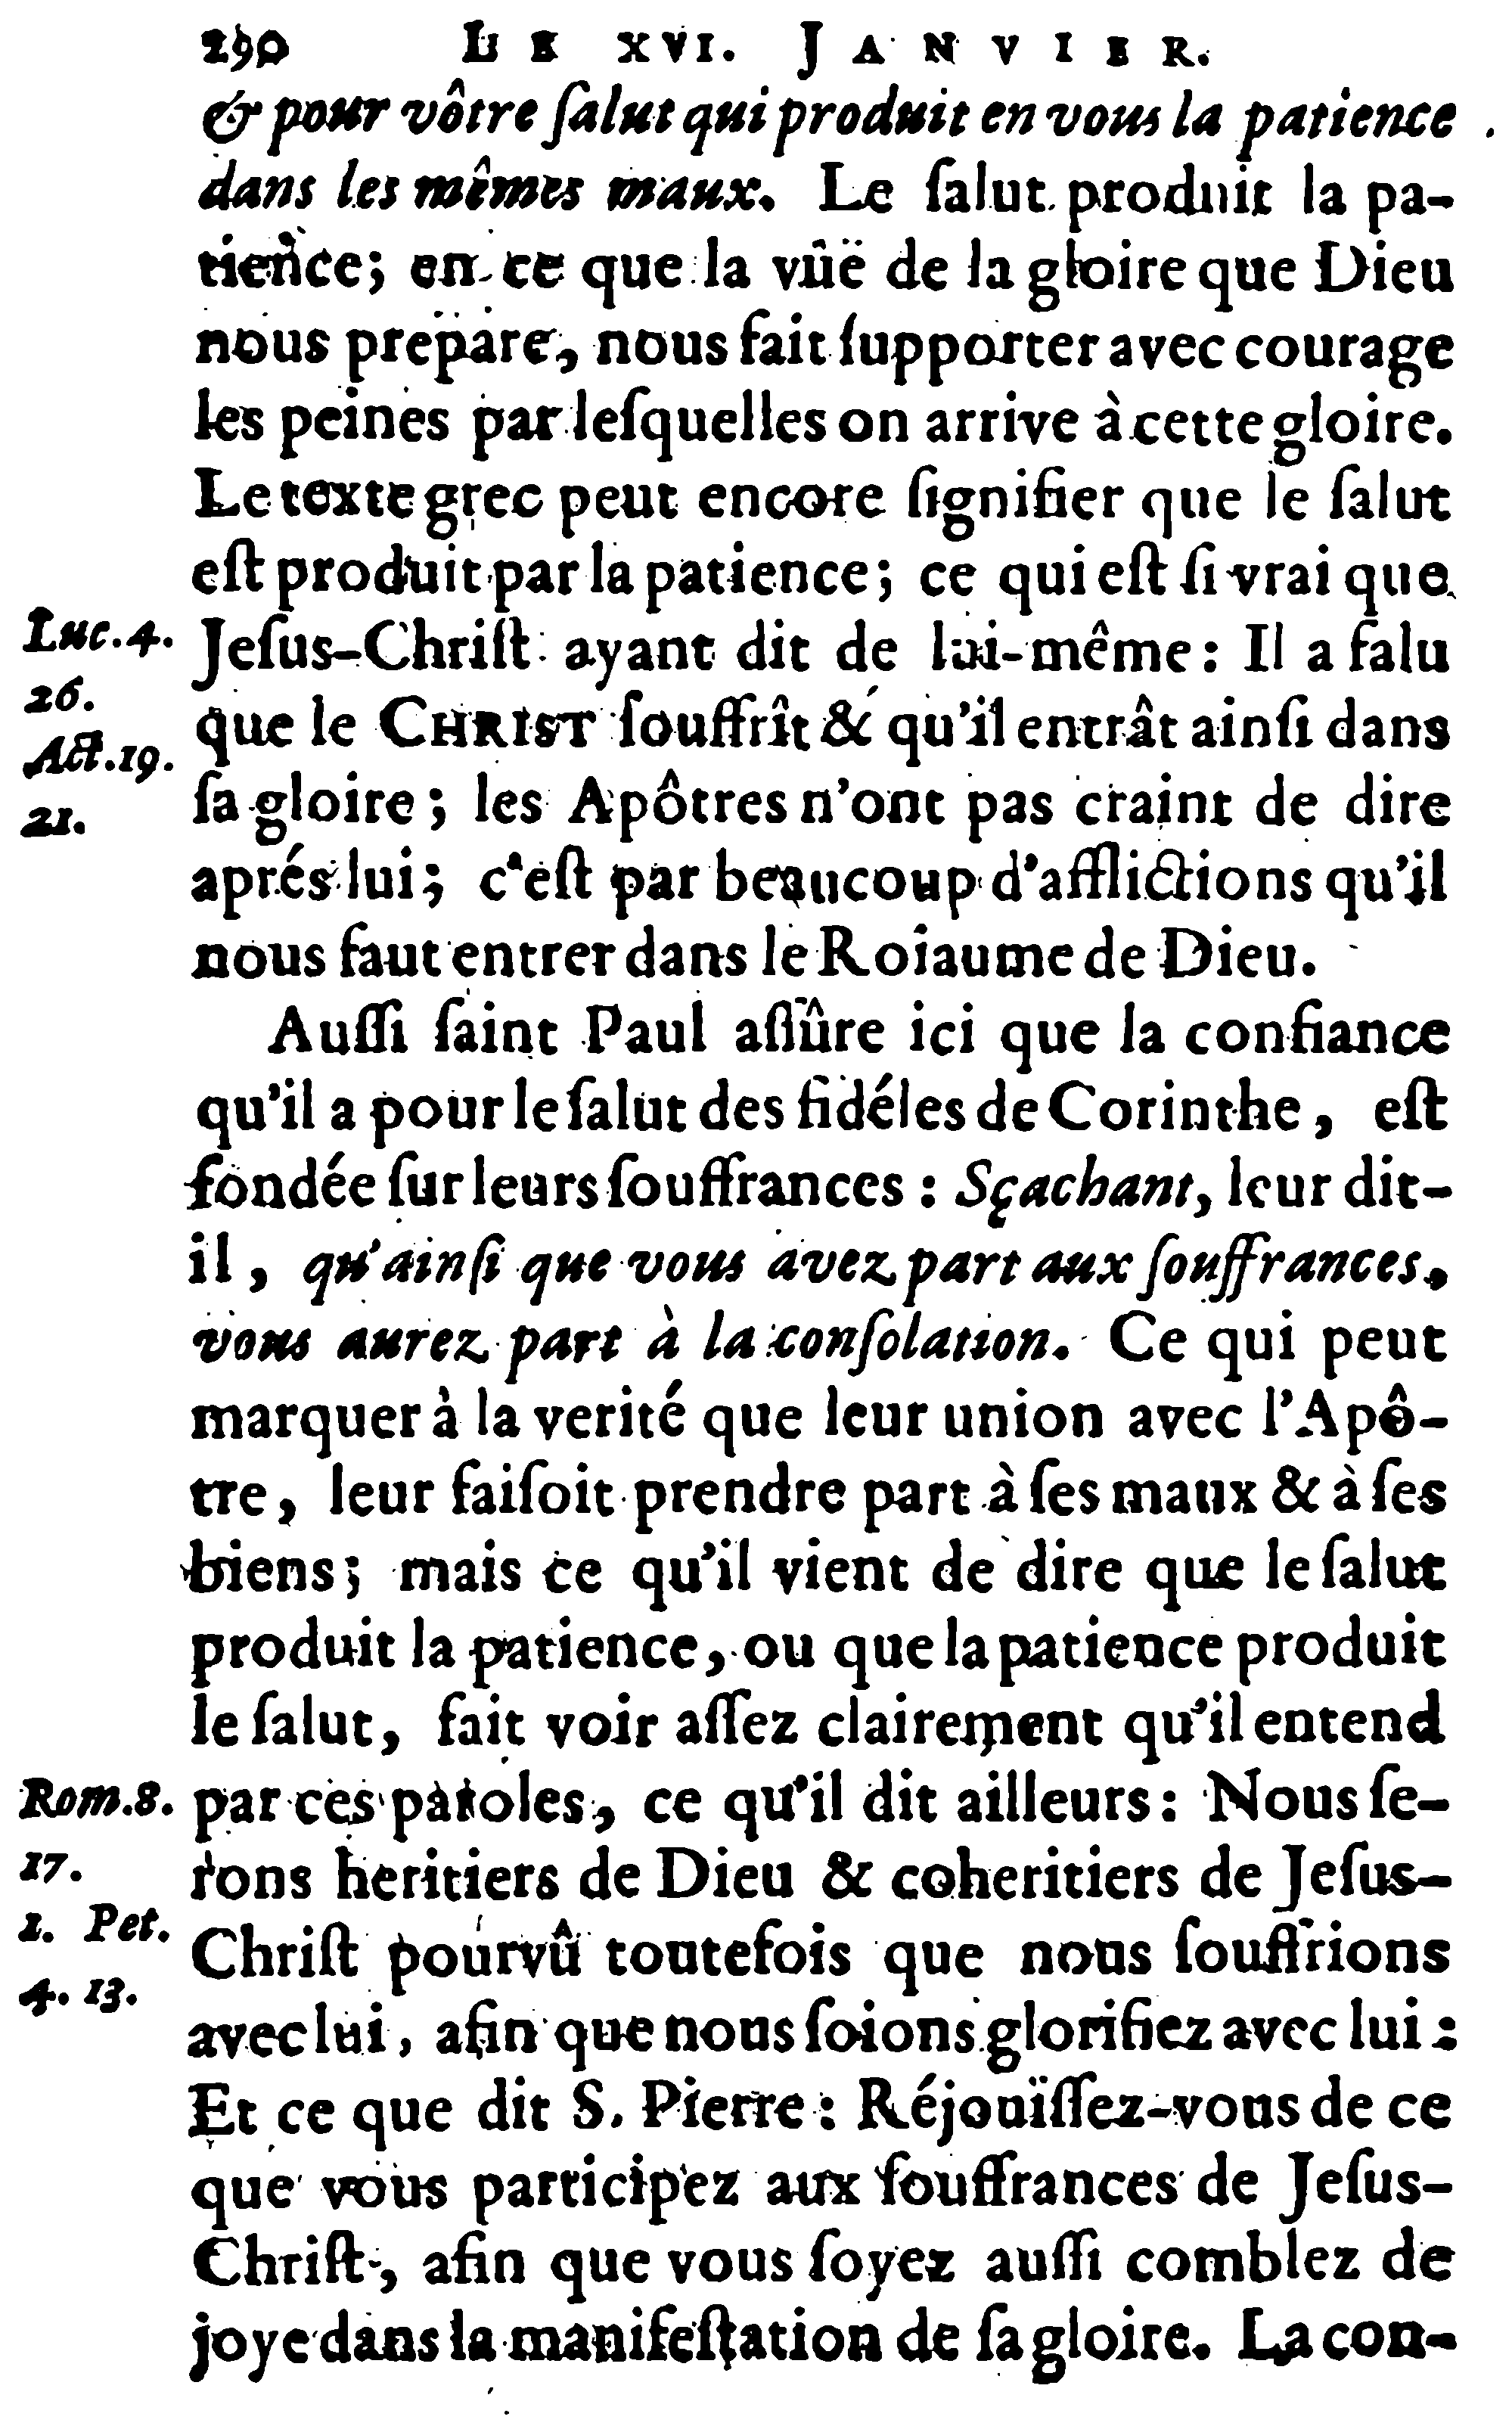 290 LE XVI. JANVIER.
& pour vôtre ſalut qui produit en vous la patience
dans les mêmes maux. Le ſalut produit la pa-
tience; en ce que la vûë de la gloire que Dieu
nous prepare, nous fait ſupporter avec courage
les peines par leſquelles on arrive à cette gloire.
Le texte grec peut encore ſignifier que le ſalut
eſt produit par la patience; ce qui eſt ſi vrai que
Luc. 4.
26.
Act. 19.
21.
Jeſus-Chriſt ayant dit de lui-même: Il a falu
que le CHRIST ſouffrît & qu'il entrât ainſi dans
ſa gloire; les Apôtres n'ont pas craint de dire
aprés lui; c'eſt par beaucoup d'afflictions qu'il
nous faut entrer dans le Roiaume de Dieu.
Auſſi ſaint Paul aſſûre ici que la confiance
qu'il a pour le ſalut des fidéles de Corinthe, eſt
fondée ſur leurs ſouffrances: Sçachant, leur dit-
il, qu'ainſi que vous avez part aux ſouffrances,
vous aurez part à la conſolation. Ce qui peut
marquer à la verité que leur union avec l'Apô-
tre, leur faiſoit prendre part à ſes maux & à ſes
biens; mais ce qu'il vient de dire que le ſalut
produit la patience, ou que la patience produit
le ſalut, fait voir aſſez clairement qu'il entend
Rom. 8.
17.
1. Pet.
4. 13.
par ces paroles, ce qu'il dit ailleurs: Nous ſe-
rons heritiers de Dieu & coheritiers de Jeſus-
Chriſt pourvû toutefois que nous ſouffrions
avec lui, afin que nous ſoions glorifiez avec lui:
Et ce que dit S. Pierre: Réjouïſſez-vous de ce
que vous participez aux ſouffrances de Jeſus-
Chriſt, afin que vous ſoyez auſſi comblez de
joye dans la manifeſtation de ſa gloire. La con-